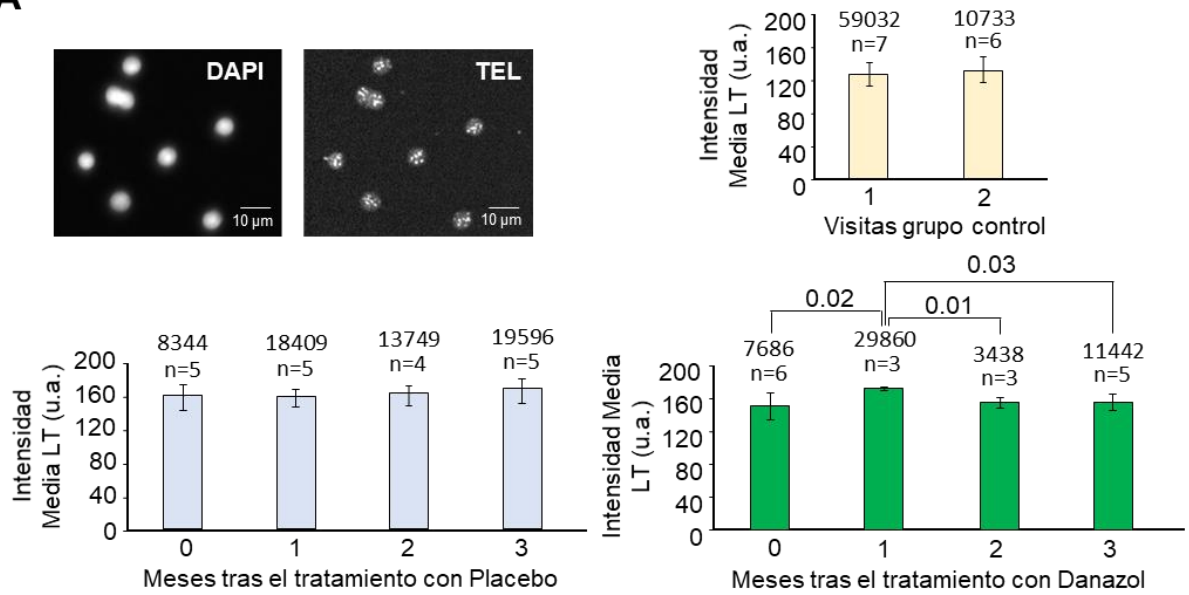 A
DAPI
10 µm
TEL
10 µm
Intensidad
Media LT (u.a.)
200
160
120
80
40
0
59032
n=7
10733
n=6
1
2
Visitas grupo control
Intensidad
Media LT (u.a.)
200
160
120
80
40
0
8344
n=5
18409
n=5
13749
n=4
19596
n=5
0
1
2
3
Meses tras el tratamiento con Placebo
Intensidad Media
LT (u.a.)
200
160
120
80
40
0
0.03
0.02
0.01
7686
n=6
29860
n=3
3438
n=3
11442
n=5
0
1
2
3
Meses tras el tratamiento con Danazol